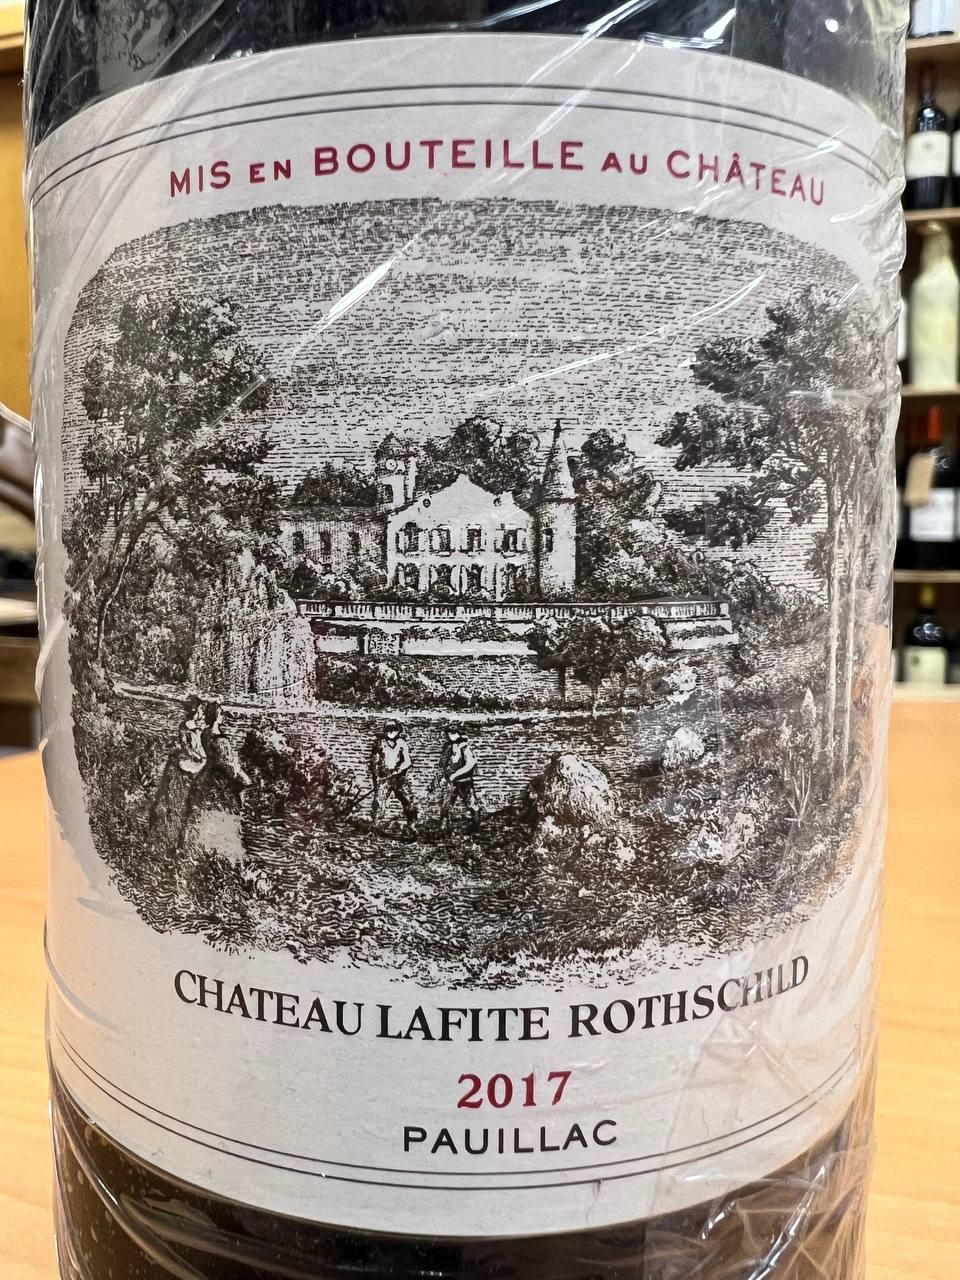 MIS EN BOUTEILLE AU CHÂTEAU
CHATEAU LAFITE ROTHSCHILD
2017
PAUILLAC